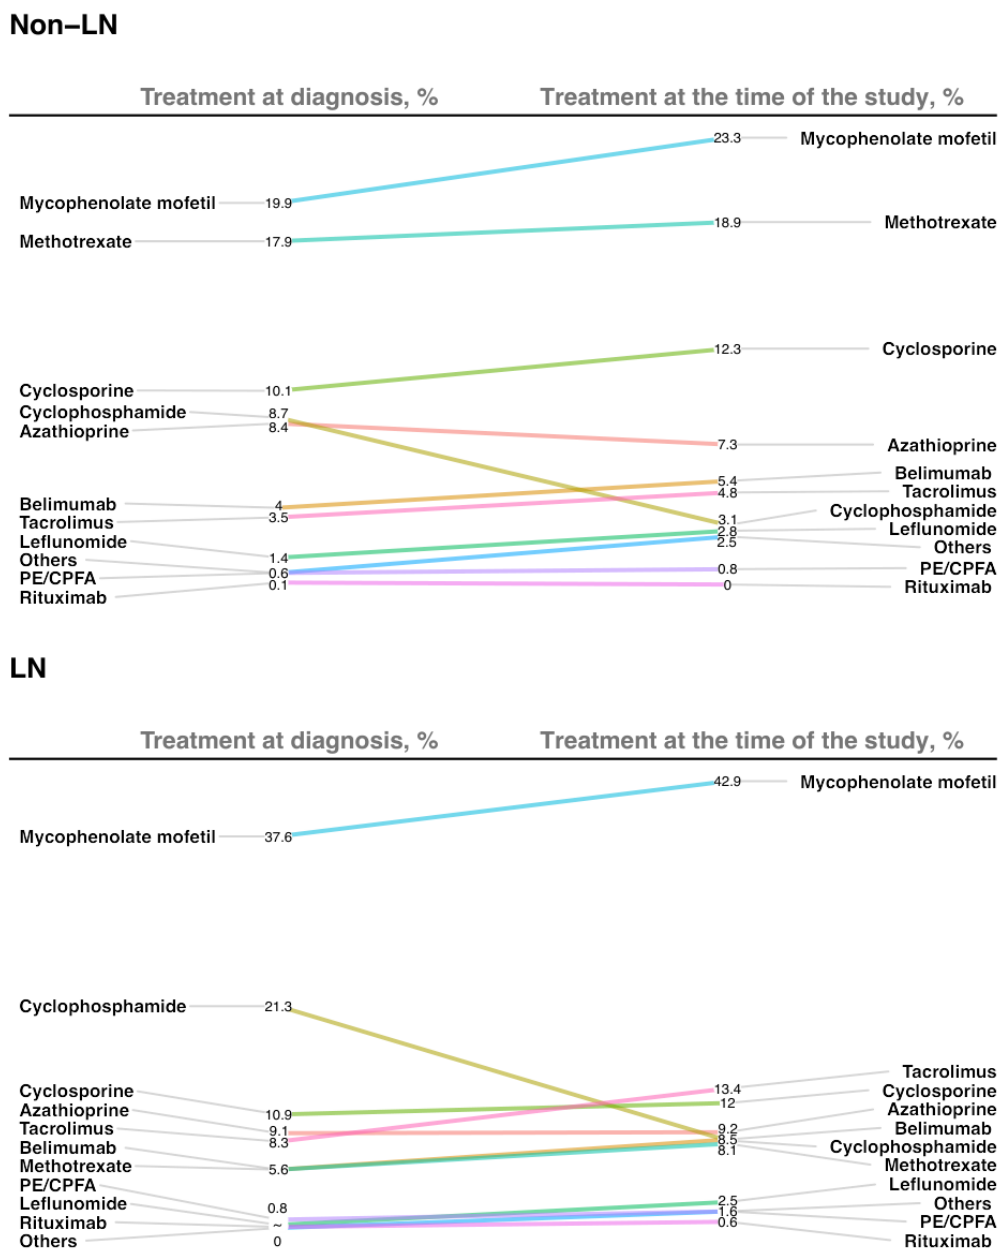 Non–LN
Treatment at diagnosis, % Treatment at the time of the study, %
23.3 Mycophenolate mofetil
Mycophenolate mofetil 19.9
18.9 Methotrexate
Methotrexate 17.9
12.3 Cyclosporine
Cyclosporine 10.1
Cyclophosphamide 8.7
Azathioprine 8.4
7.3 Azathioprine
5.4 Belimumab
4.8 Tacrolimus
Belimumab 4
3.1 Cyclophosphamide
Tacrolimus 3.5
2.8 Leflunomide
Leflunomide 1.4
2.5 Others
Others
PE/CPFA 0.6
0.8 PE/CPFA
Rituximab 0.1
0 Rituximab
LN
Treatment at diagnosis, % Treatment at the time of the study, %
42.9 Mycophenolate mofetil
Mycophenolate mofetil 37.6
Cyclophosphamide 21.3
13.4 Tacrolimus
Cyclosporine 10.9
12 Cyclosporine
Azathioprine 9.1
9.2 Azathioprine
Tacrolimus 8.3
8.5 Belimumab
Belimumab
Cyclophosphamide
Methotrexate 5.6
8.1 Methotrexate
PE/CPFA 0.8
2.5 Leflunomide
Leflunomide
Others
Rituximab ~
1.6 PE/CPFA
Others 0
0.6 Rituximab